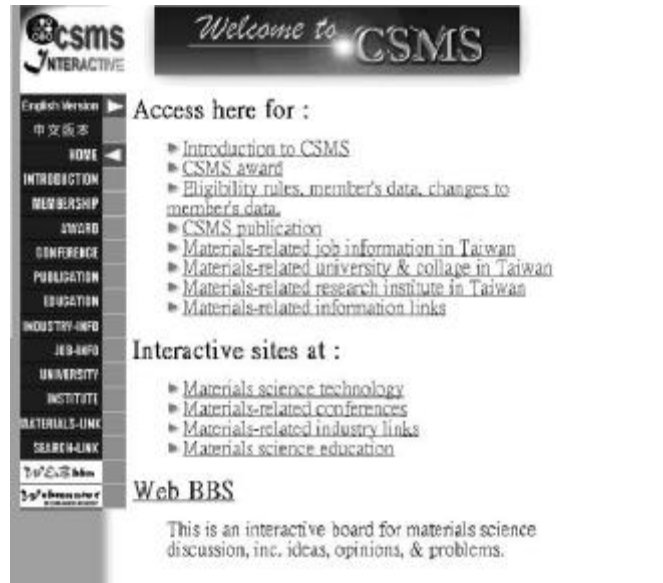 csms
INTERACTIVE
Welcome to CSMS
English Version
中文版本
HOME
INTRODUCTION
MEMBERSHIP
AWARD
CONFERENCE
PUBLICATION
EDUCATION
INDUSTRY-INFO
JOB-INFO
UNIVERSITY
INSTITUTE
MATERIALS-LINK
SEARCH-LINK
Access here for :
Introduction to CSMS
CSMS award
Eligibility rules, member's data, changes to
member's data.
CSMS publication
Materials-related job information in Taiwan
Materials-related university & collage in Taiwan
Materials-related research institute in Taiwan
Materials-related information links
Interactive sites at :
Materials science technology
Materials-related conferences
Materials-related industry links
Materials science education
Web BBS
This is an interactive board for materials science
discussion, inc. ideas, opinions, & problems.